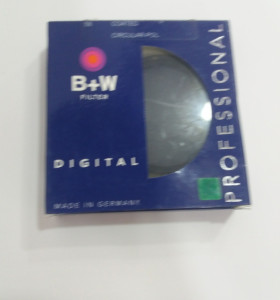 COATED
CIRCULAR-POL.
B+W
FILTER
DIGITAL
MADE IN GERMANY
PROFESSIONAL